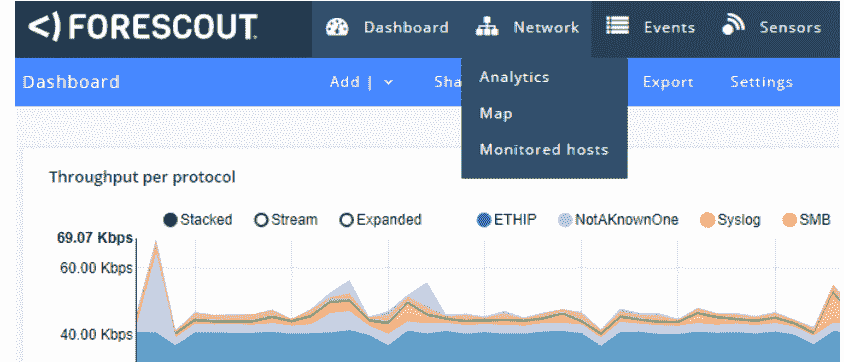 <) FORESCOUT. Dashboard Network Events Sensors
Dashboard Add | Sha Export Settings
Analytics
Map
Monitored hosts
Throughput per protocol
Stacked Stream Expanded ETHIP NotAKnownOne Syslog SMB
69.07 Kbps
60.00 Kbps
40.00 Kbps